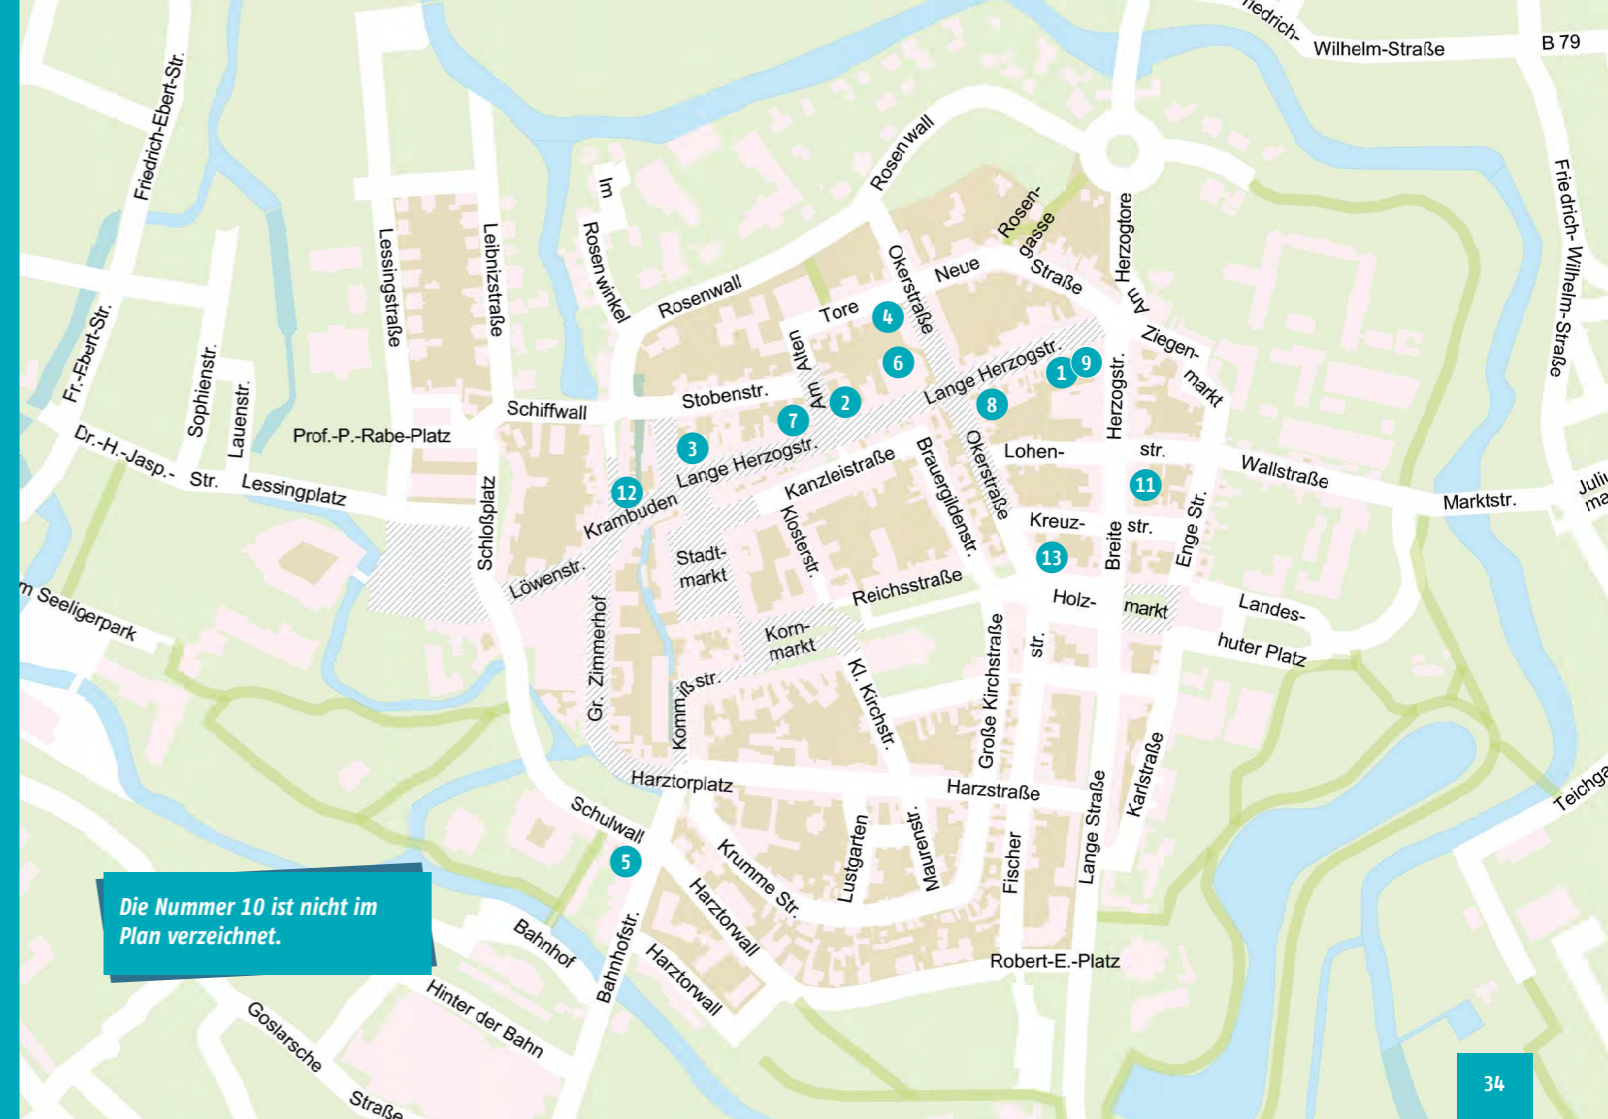 iedrich-
Wilhelm-Straße
B 79
Friedrich-Ebert-Str.
Rosenwall
Im
Rosenwinkel
Rosen-
gasse
Friedrich-Wilhelm-Straße
Herzogtore
Am
Lessingstraße
Leibnizstraße
Okerstraße
Neue
Straße
Rosenwall
Tore
4
Am Alten
Fr.-Ebert-Str.
Sophienstr.
Lauenstr.
Ziegen-
markt
6
Lange Herzogstr.
1
9
Herzogstr.
Stobenstr.
2
8
7
Schiffwall
Prof.-P.-Rabe-Platz
3
Lange Herzogstr.
Okerstraße
Lohen-
str.
Wallstraße
Dr.-H.-Jasp.-
Str.
Lessingplatz
Kanzleistraße
Brauergildenstr.
11
Marktstr.
Juliu
ma
12
Krambuden
Schloßplatz
Klosterstr.
Kreuz-
str.
Breite
Enge Str.
Stadt-
markt
13
Löwenstr.
Reichsstraße
Holz-
markt
Landes-
huter Platz
m Seeligerpark
Korn-
markt
Gr. Zimmerhof
Kommißstr.
Kl. Kirchstr.
Große Kirchstraße
str.
Karlstraße
Harztorplatz
Harzstraße
Lange Straße
Teichga
Schulwall
5
Krumme Str.
Lustgarten
Maurenstr.
Fischer
Die Nummer 10 ist nicht im
Plan verzeichnet.
Harztorwall
Bahnhof
Bahnhofstr.
Harztorwall
Robert-E.-Platz
Hinter der Bahn
Goslarsche
Straße
34